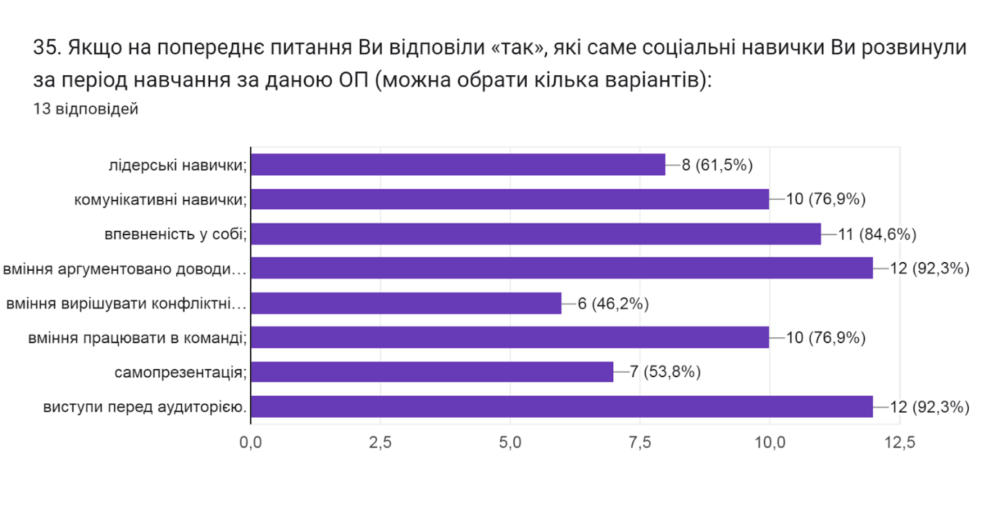 35. Якщо на попереднє питання Ви відповіли «так», які саме соціальні навички Ви розвинули
за період навчання за даною ОП (можна обрати кілька варіантів):
13 відповідей
лідерські навички; 8 (61,5%)
комунікативні навички; 10 (76,9%)
впевненість у собі; 11 (84,6%)
вміння аргументовано доводи… 12 (92,3%)
вміння вирішувати конфліктні… 6 (46,2%)
вміння працювати в команді; 10 (76,9%)
самопрезентація; 7 (53,8%)
виступи перед аудиторією. 12 (92,3%)
0,0 2,5 5,0 7,5 10,0 12,5